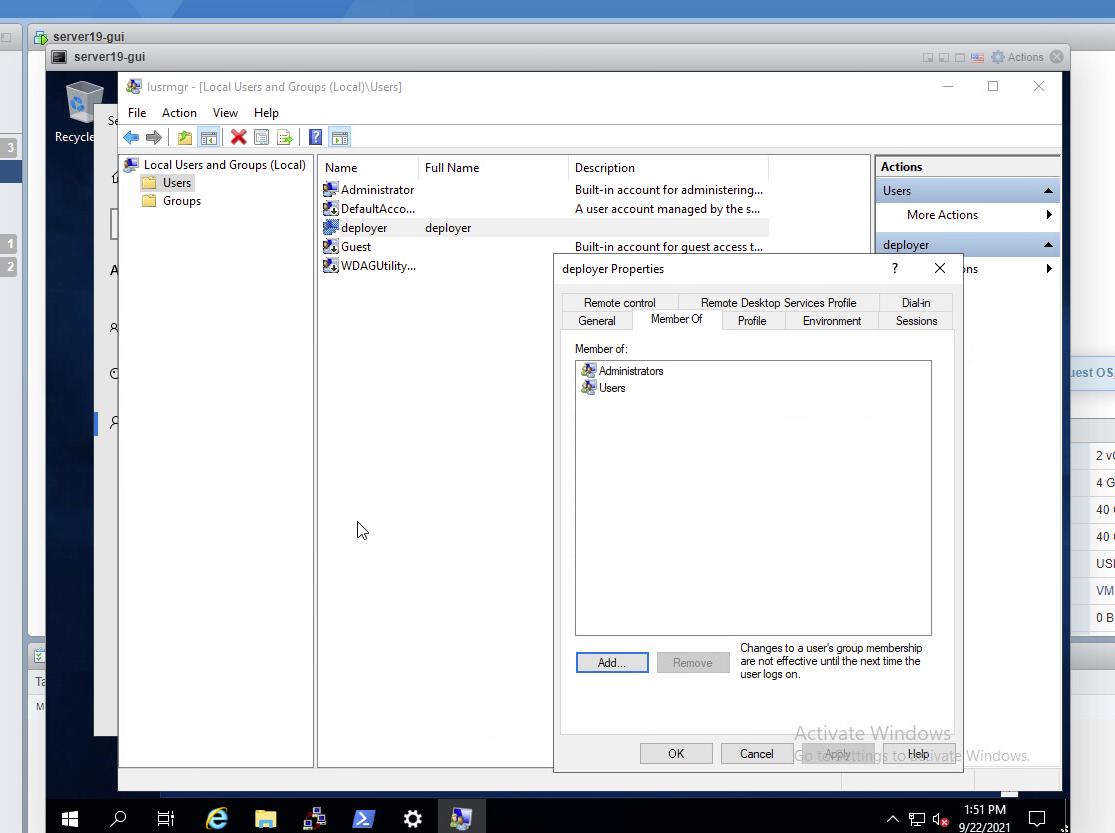 server19-gui
server19-gui
Actions
Recycle
lusrmgr - [Local Users and Groups (Local)\Users]
File Action View Help
Local Users and Groups (Local)
Users
Groups
Name Full Name Description
Administrator Built-in account for administering...
DefaultAcco... A user account managed by the s...
deployer deployer
Guest Built-in account for guest access t...
WDAGUtility...
Actions
Users
More Actions
deployer
ons
deployer Properties
?
Remote control Remote Desktop Services Profile Dial-in
General Member Of Profile Environment Sessions
Member of:
Administrators
Users
Add... Remove
Changes to a user's group membership
are not effective until the next time the
user logs on.
OK Cancel Apply Help
Activate Windows
Go to Settings to activate Windows.
3
1
2
Se
A
uest OS,
2 v
4 G
40
40
USI
VM
0 B
Ta
M
1:51 PM
9/22/2021